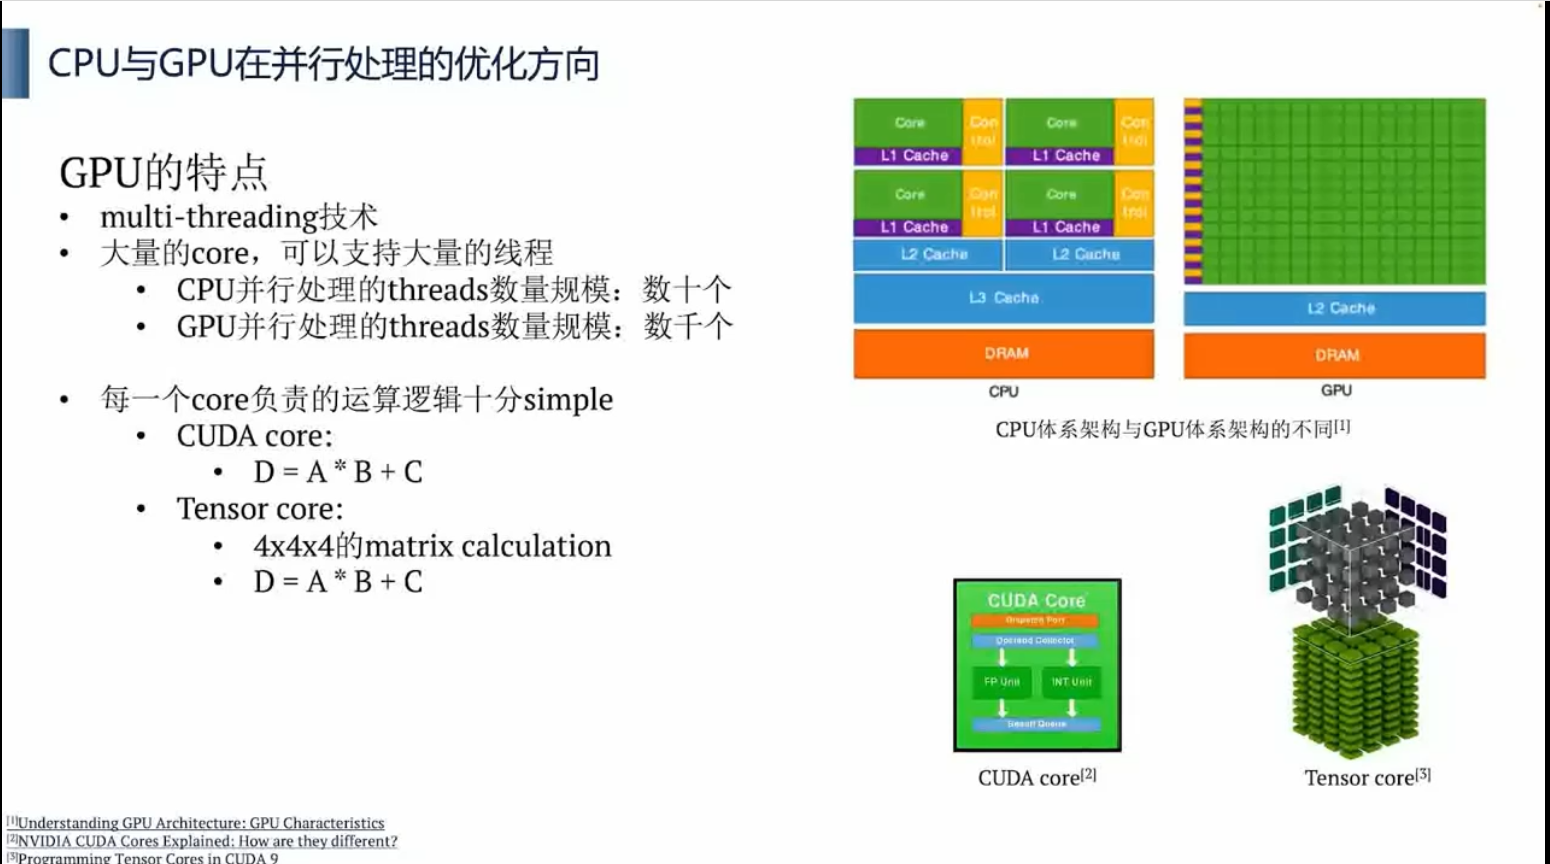 CPU与GPU在并行处理的优化方向
GPU的特点
• multi-threading技术
• 大量的core，可以支持大量的线程
• CPU并行处理的threads数量规模：数十个
• GPU并行处理的threads数量规模：数千个
• 每一个core负责的运算逻辑十分simple
• CUDA core:
• D = A * B + C
• Tensor core:
• 4x4x4的matrix calculation
• D = A * B + C
Core
Con
trol
Core
Con
trol
L1 Cache
L1 Cache
Core
Con
trol
Core
Con
trol
L1 Cache
L1 Cache
L2 Cache
L2 Cache
L3 Cache
DRAM
CPU
L2 Cache
DRAM
GPU
CPU体系架构与GPU体系架构的不同[1]
CUDA Core
Dispatch Port
Operand Collector
FP Unit
INT Unit
Result Queue
CUDA core[2]
Tensor core[3]
[1]Understanding GPU Architecture: GPU Characteristics
[2]NVIDIA CUDA Cores Explained: How are they different?
[3]Programming Tensor Cores in CUDA 9